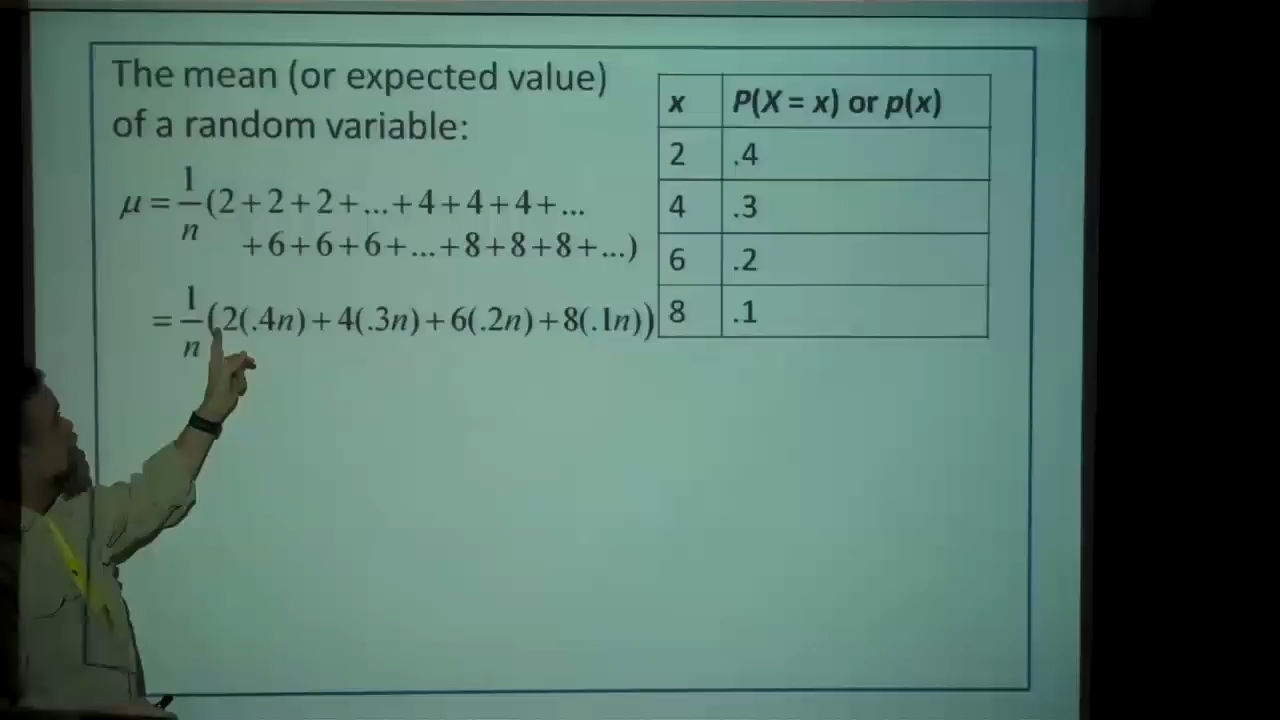 The mean (or expected value)
of a random variable:
μ = 1/n (2+2+2+...+4+4+4+...
+6+6+6+...+8+8+8+...)
= 1/n (2(.4n)+4(.3n)+6(.2n)+8(.1n))
x P(X = x) or p(x)
2 .4
4 .3
6 .2
8 .1